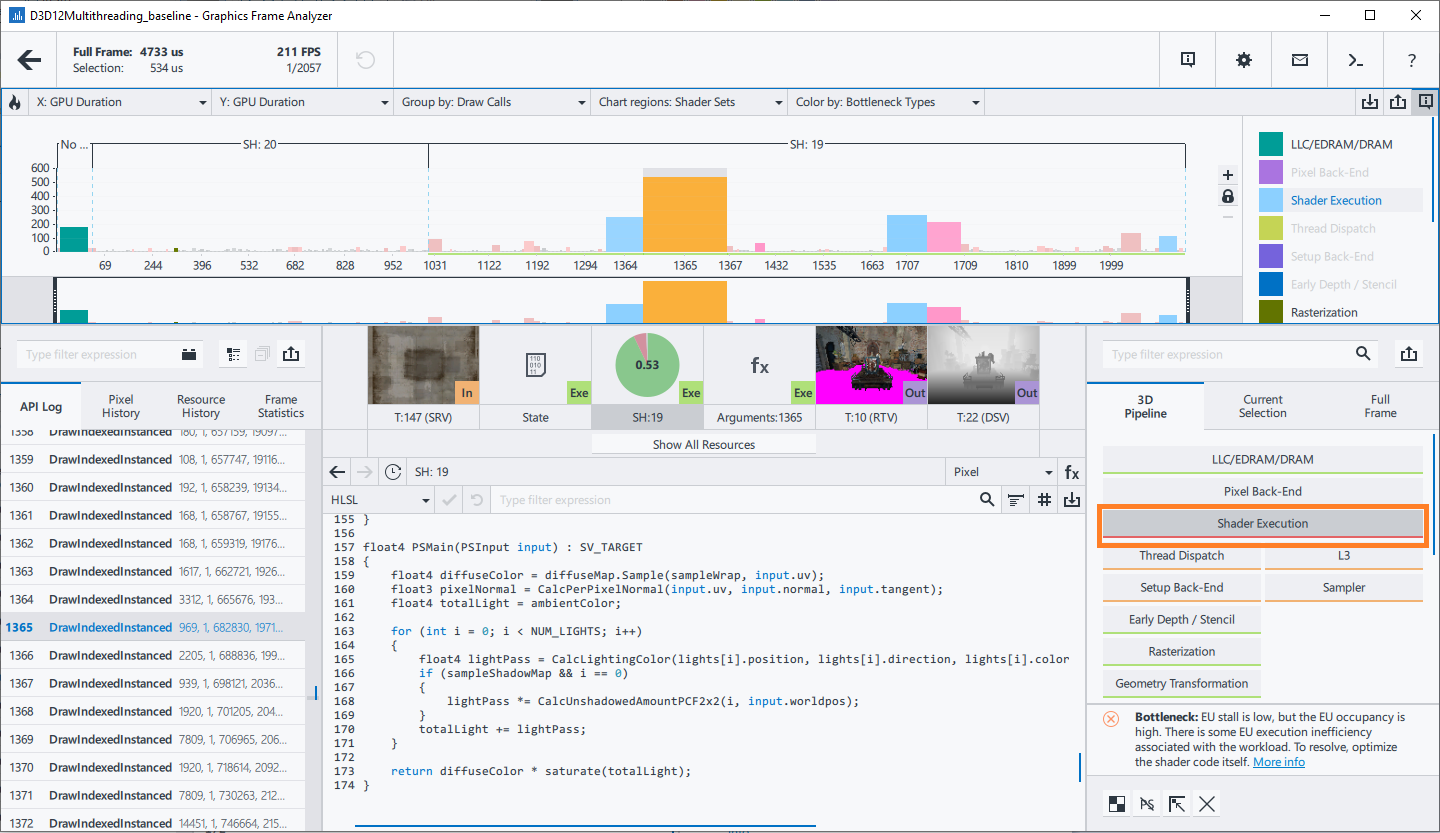 D3D12Multithreading_baseline - Graphics Frame Analyzer
Full Frame: 4733 us 211 FPS
Selection: 534 us 1/2057
?
X: GPU Duration Y: GPU Duration Group by: Draw Calls Chart regions: Shader Sets Color by: Bottleneck Types
No ... SH: 20 SH: 19
600
500
400
300
200
100
0
69 244 396 532 682 828 952 1031 1122 1192 1294 1364 1365 1367 1432 1535 1663 1707 1709 1810 1899 1999
LLC/EDRAM/DRAM
Pixel Back-End
Shader Execution
Thread Dispatch
Setup Back-End
Early Depth / Stencil
Rasterization
Type filter expression
API Log
Pixel History
Resource History
Frame Statistics
1358 DrawIndexedInstanced 180, 1, 657159, 19097...
1359 DrawIndexedInstanced 108, 1, 657747, 19116...
1360 DrawIndexedInstanced 192, 1, 658239, 19134...
1361 DrawIndexedInstanced 168, 1, 658767, 19155...
1362 DrawIndexedInstanced 168, 1, 659319, 19176...
1363 DrawIndexedInstanced 1617, 1, 662721, 1926...
1364 DrawIndexedInstanced 3312, 1, 665676, 193...
1365 DrawIndexedInstanced 969, 1, 682830, 1971...
1366 DrawIndexedInstanced 2205, 1, 688836, 199...
1367 DrawIndexedInstanced 939, 1, 698121, 2036...
1368 DrawIndexedInstanced 1920, 1, 701205, 204...
1369 DrawIndexedInstanced 7809, 1, 706965, 206...
1370 DrawIndexedInstanced 1920, 1, 718614, 2092...
1371 DrawIndexedInstanced 7809, 1, 730263, 212...
1372 DrawIndexedInstanced 14451, 1, 746664, 215...
0.53 fx
In Exe Exe Exe Out Out
T:147 (SRV) State SH:19 Arguments:1365 T:10 (RTV) T:22 (DSV)
Show All Resources
SH: 19 Pixel fx
HLSL Type filter expression
155 }
156
157 float4 PSMain(PSInput input) : SV_TARGET
158 {
159 float4 diffuseColor = diffuseMap.Sample(sampleWrap, input.uv);
160 float3 pixelNormal = CalcPerPixelNormal(input.uv, input.normal, input.tangent);
161 float4 totalLight = ambientColor;
162
163 for (int i = 0; i < NUM_LIGHTS; i++)
164 {
165 float4 lightPass = CalcLightingColor(lights[i].position, lights[i].direction, lights[i].color
166 if (sampleShadowMap && i == 0)
167 {
168 lightPass *= CalcUnshadowedAmountPCF2x2(i, input.worldpos);
169 }
170 totalLight += lightPass;
171 }
172
173 return diffuseColor * saturate(totalLight);
174 }
Type filter expression
3D Pipeline
Current Selection
Full Frame
LLC/EDRAM/DRAM
Pixel Back-End
Shader Execution
Thread Dispatch L3
Setup Back-End Sampler
Early Depth / Stencil
Rasterization
Geometry Transformation
Bottleneck: EU stall is low, but the EU occupancy is
high. There is some EU execution inefficiency
associated with the workload. To resolve, optimize
the shader code itself. More info
PS